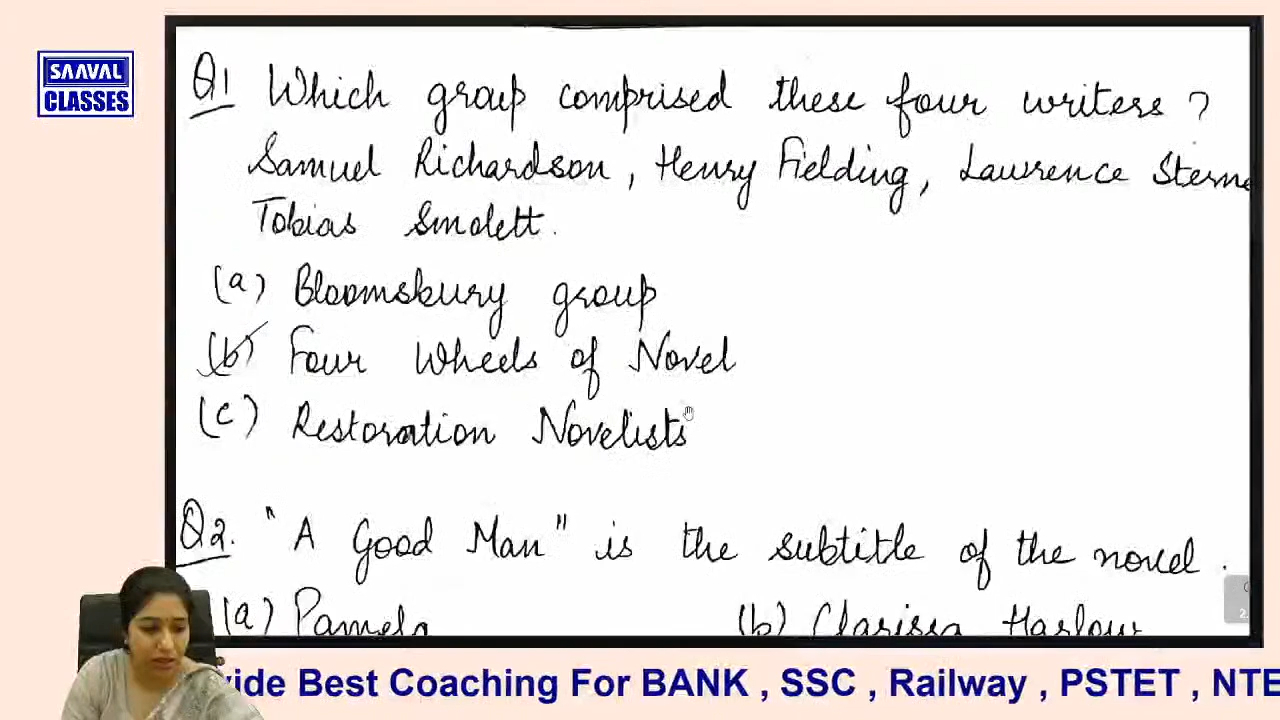 SAAVAL
CLASSES
Q1 Which group comprised these four writers ?
Samuel Richardson, Henry Fielding, Lawrence Sterne
Tobias Smolett.
(a) Bloomsbury group
(b) Four Wheels of Novel
(c) Restoration Novelists
Q2. "A Good Man" is the subtitle of the novel.
(a) Pamela (b) Clarissa Harlow
vide Best Coaching For BANK , SSC , Railway , PSTET , NTE